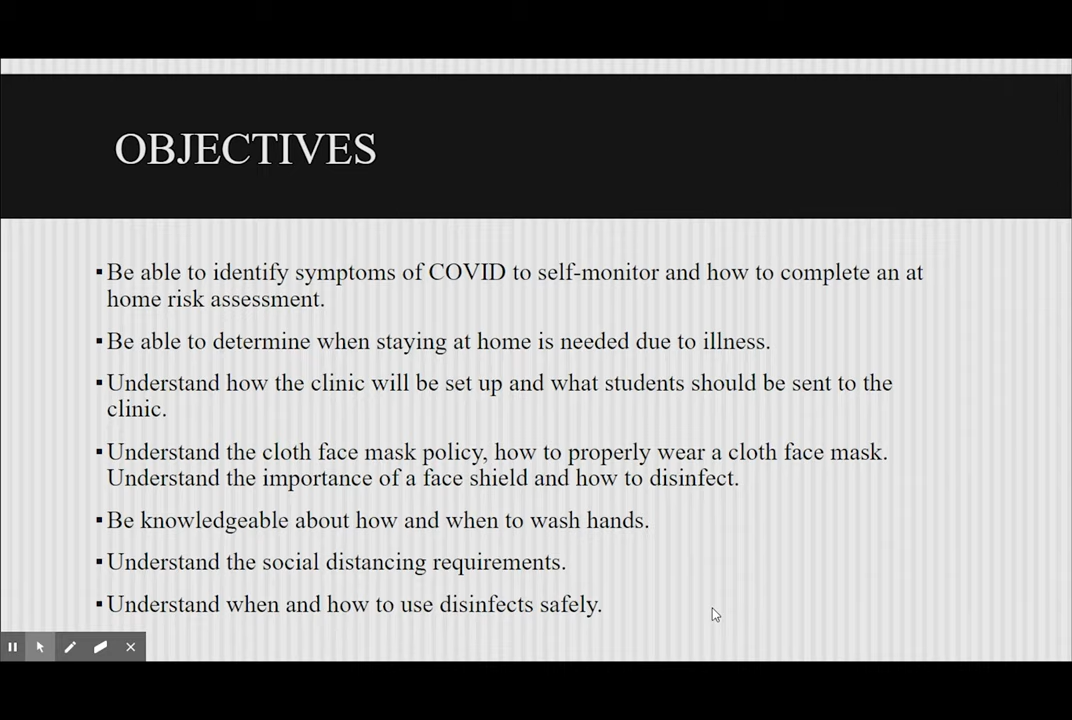 OBJECTIVES
▪Be able to identify symptoms of COVID to self-monitor and how to complete an at
home risk assessment.
▪Be able to determine when staying at home is needed due to illness.
▪Understand how the clinic will be set up and what students should be sent to the
clinic.
▪Understand the cloth face mask policy, how to properly wear a cloth face mask.
Understand the importance of a face shield and how to disinfect.
▪Be knowledgeable about how and when to wash hands.
▪Understand the social distancing requirements.
▪Understand when and how to use disinfects safely.